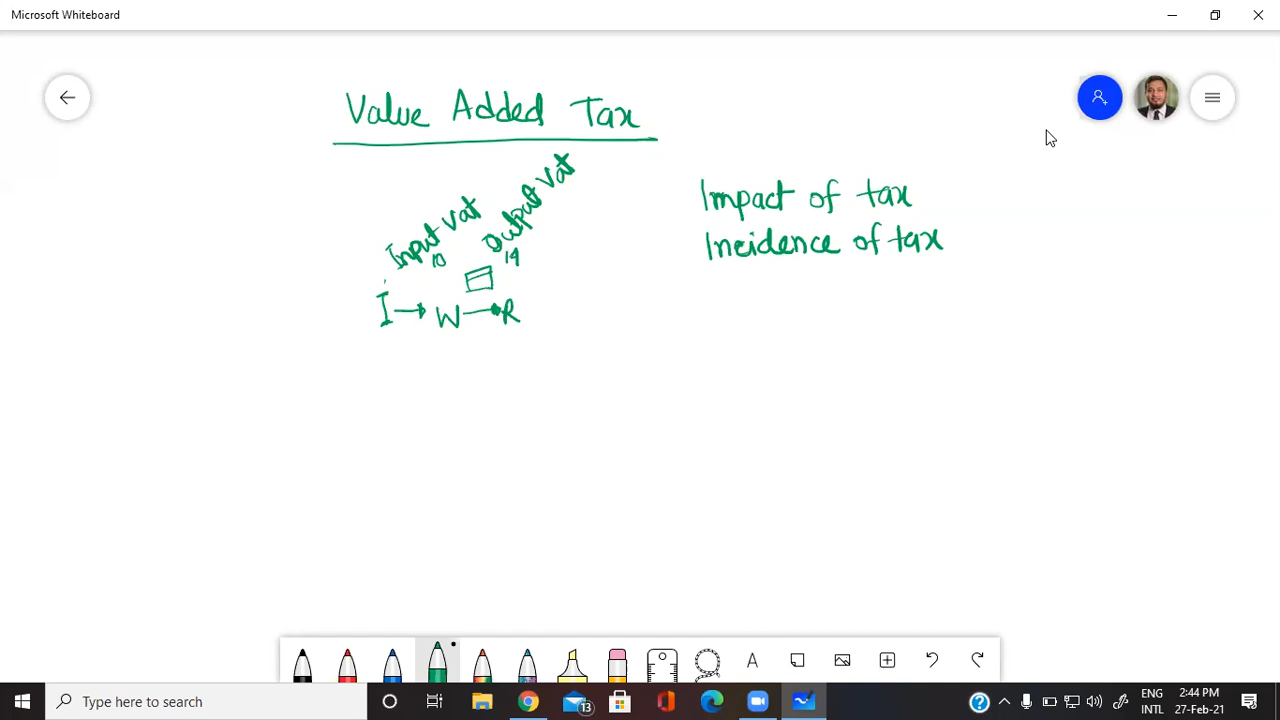 Microsoft Whiteboard
Value Added Tax
Input Vat
10
Output Vat
14
I → W → R
Impact of tax
Incidence of tax
A
Type here to search
13
ENG
INTL
2:44 PM
27-Feb-21